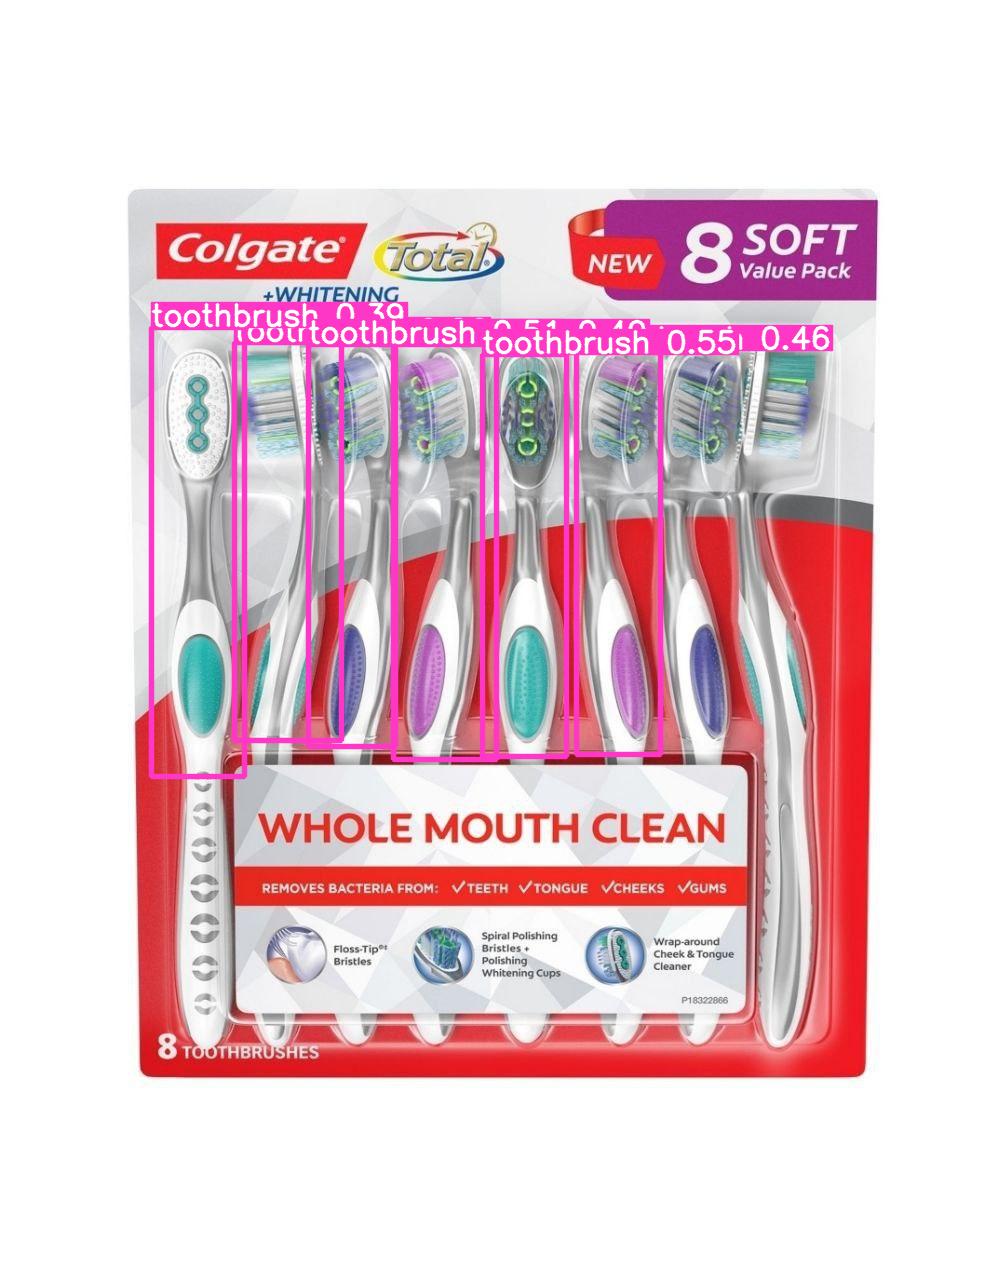 Colgate®
Total®
+WHITENING
NEW
8 SOFT
Value Pack
toothbrush 0.39
toothbrush
0.51
0.46
toothbrush 0.55
WHOLE MOUTH CLEAN
REMOVES BACTERIA FROM: ✓TEETH ✓TONGUE ✓CHEEKS ✓GUMS
Floss-Tip®‡
Bristles
Spiral Polishing
Bristles +
Polishing
Whitening Cups
Wrap-around
Cheek & Tongue
Cleaner
P18322866
8 TOOTHBRUSHES